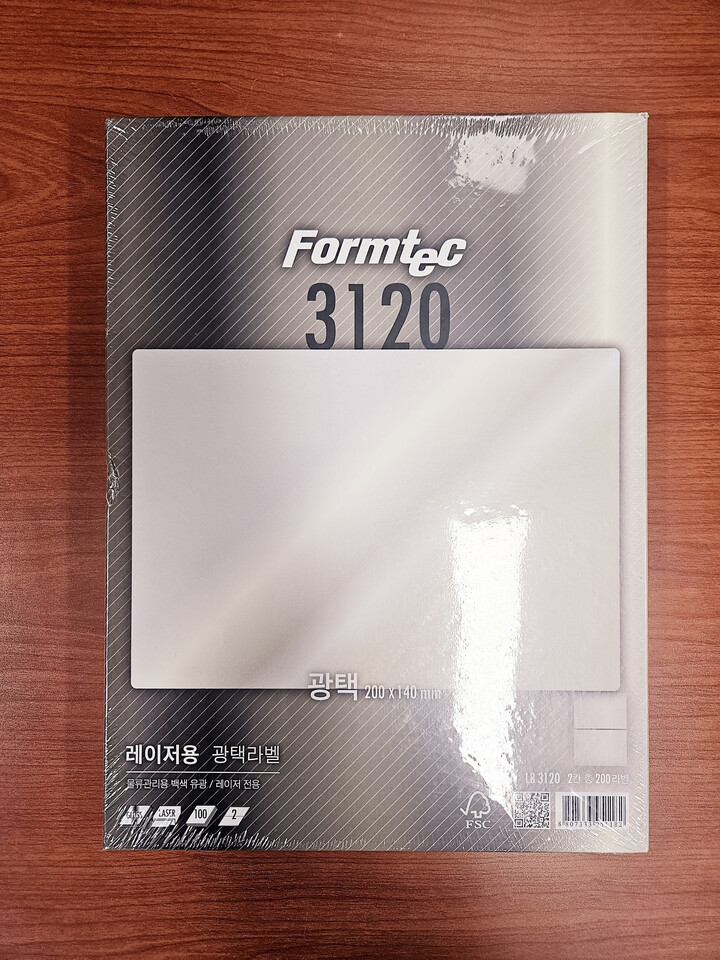 Formtec
3120
광택 200 x 140 mm
레이저용 광택라벨
물류관리용 백색 유광 / 레이저 전용
LASER
100
2
LB 3120 2칸 총 200라벨
FSC